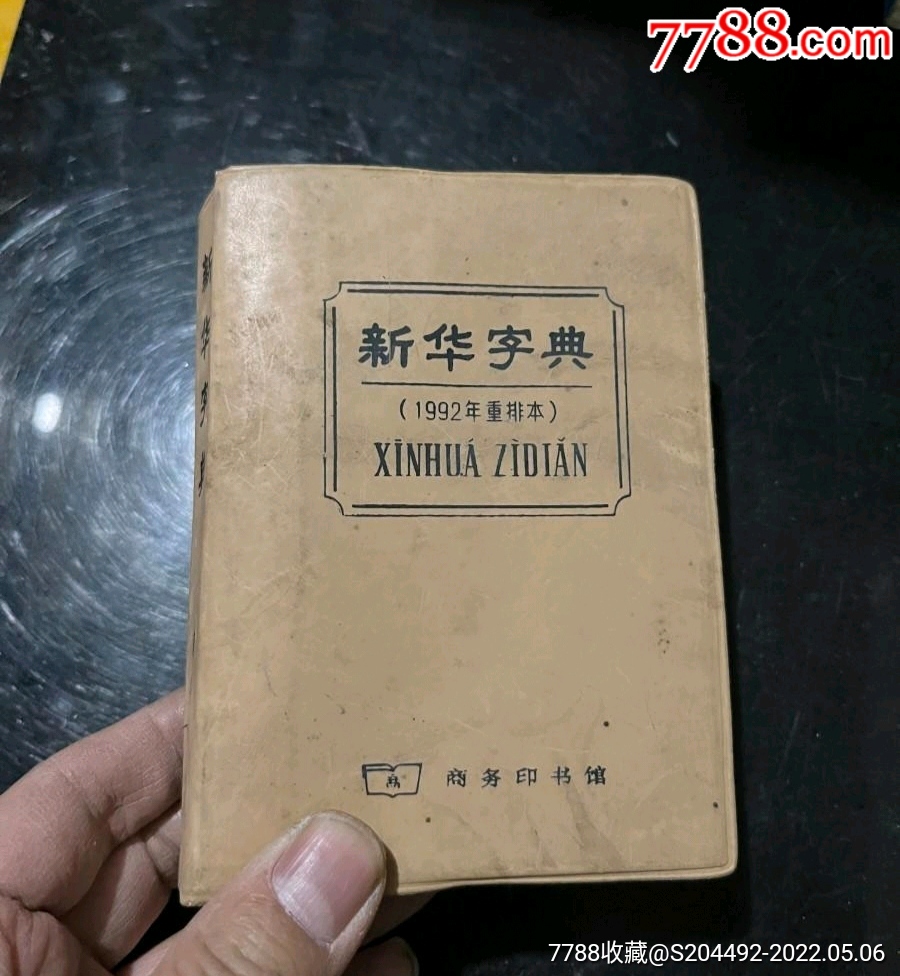 7788.com
新华字典
新华字典
(1992年重排本)
XĪNHUÁ ZÌDIǍN
商务印书馆
7788收藏@S204492-2022.05.06